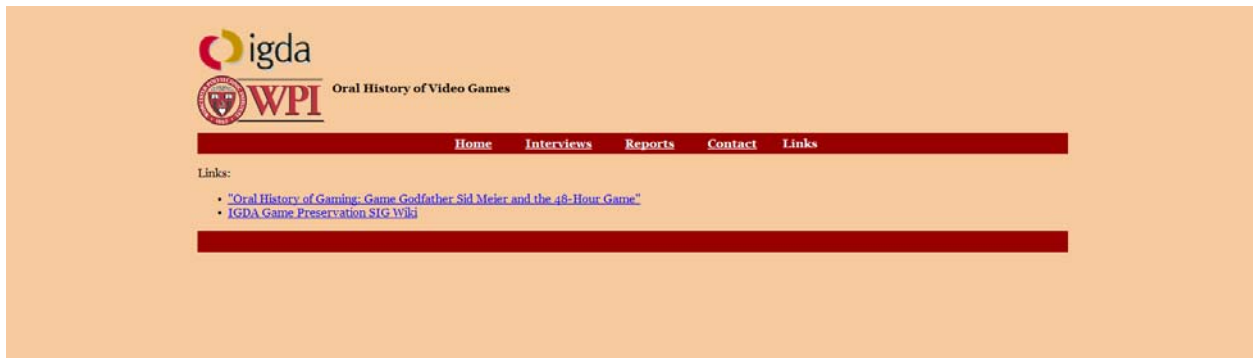 igda
WPI
Oral History of Video Games
Home Interviews Reports Contact Links
Links:
• "Oral History of Gaming: Game Godfather Sid Meier and the 48-Hour Game"
• IGDA Game Preservation SIG Wiki